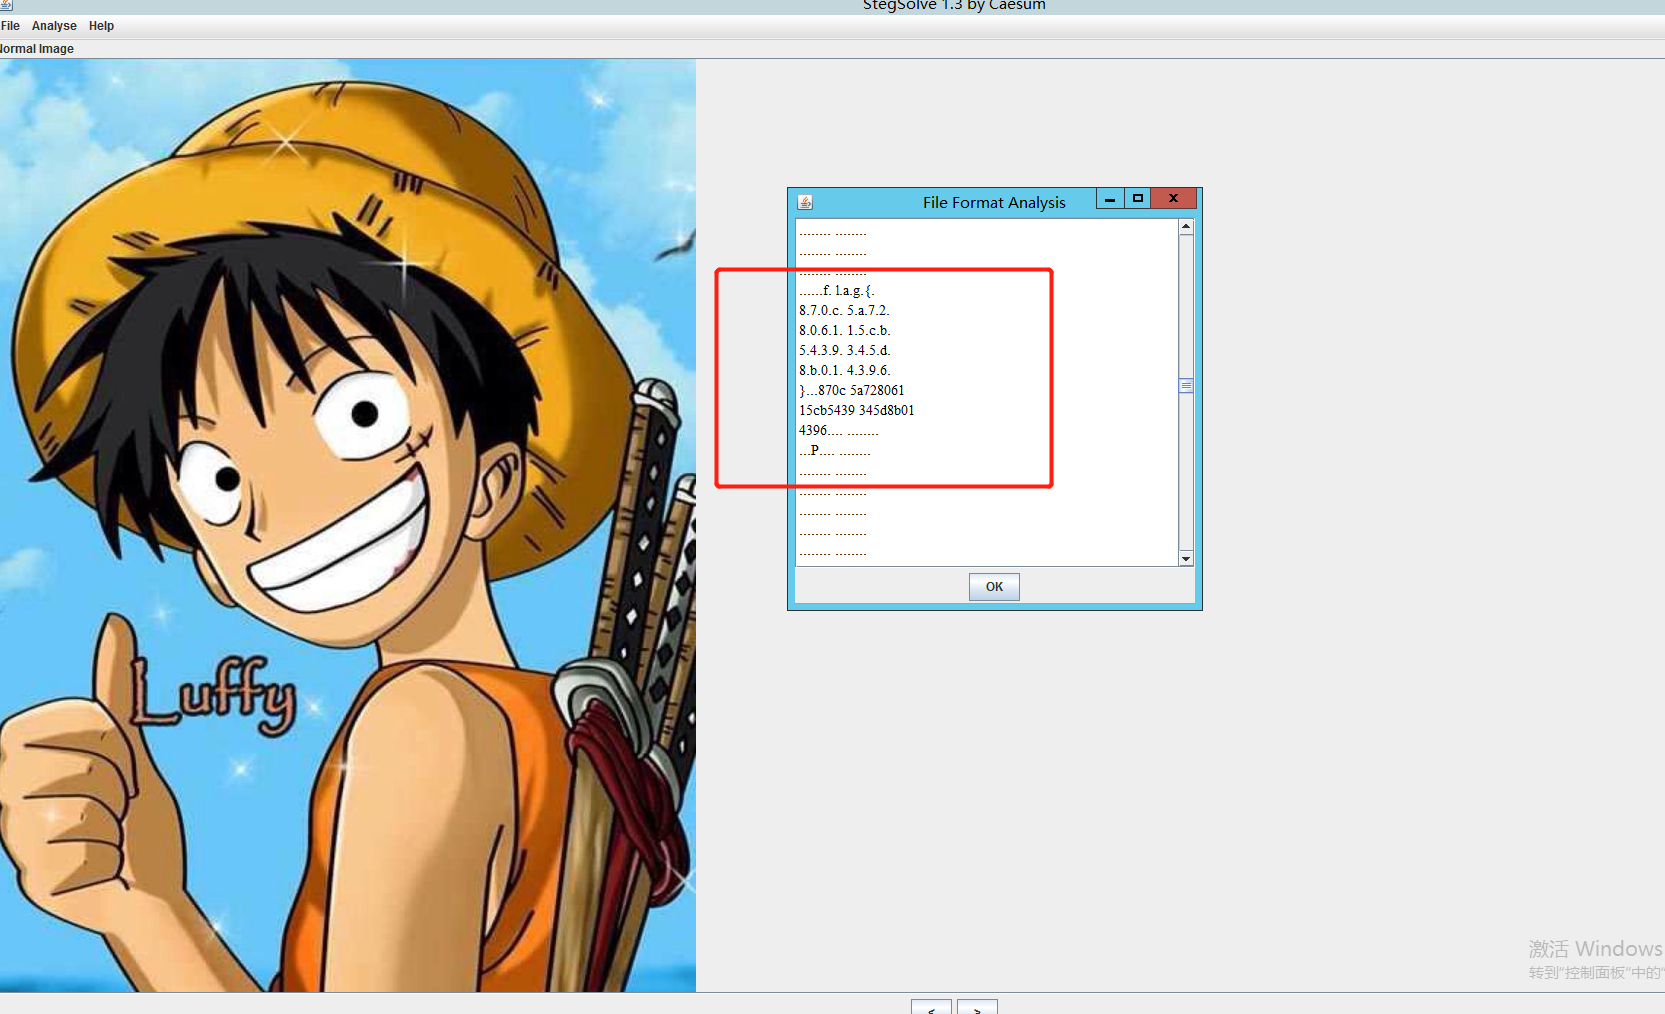 StegSolve 1.3 by Caesum
File Analyse Help
Normal Image
Luffy
File Format Analysis
........ ........
........ ........
........ ........
......f. l.a.g.{.
8.7.0.c. 5.a.7.2.
8.0.6.1. 1.5.c.b.
5.4.3.9. 3.4.5.d.
8.b.0.1. 4.3.9.6.
}...870c 5a728061
15cb5439 345d8b01
4396.... ........
...P.... ........
........ ........
........ ........
........ ........
........ ........
........ ........
OK
激活 Windows
转到"控制面板"中的"
< >